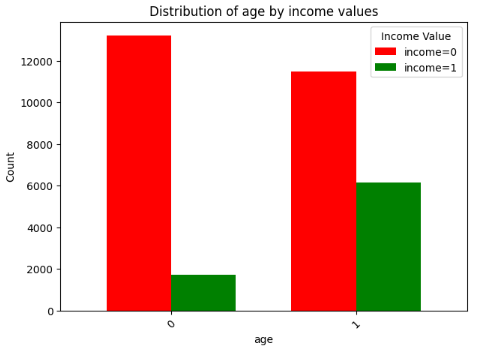 Distribution of age by income values
Income Value
income=0
income=1
Count
12000
10000
8000
6000
4000
2000
0
0
1
age